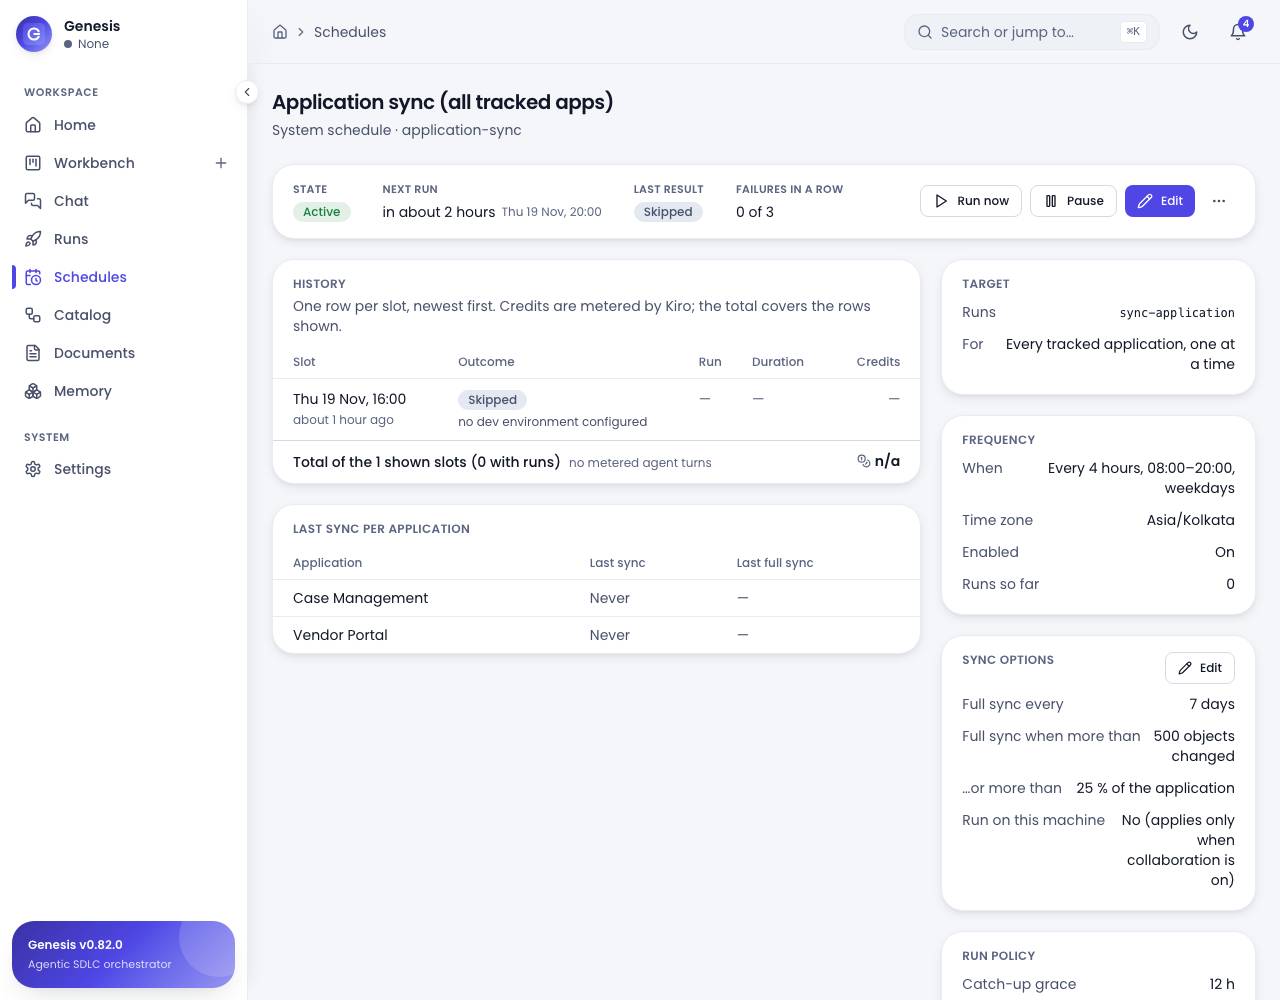 Genesis
None
WORKSPACE
Home
Workbench
Chat
Runs
Schedules
Catalog
Documents
Memory
SYSTEM
Settings
Genesis v0.82.0
Agentic SDLC orchestrator
Schedules
Search or jump to...
⌘K
4
Application sync (all tracked apps)
System schedule · application-sync
STATE
Active
NEXT RUN
in about 2 hours Thu 19 Nov, 20:00
LAST RESULT
Skipped
FAILURES IN A ROW
0 of 3
Run now
Pause
Edit
HISTORY
One row per slot, newest first. Credits are metered by Kiro; the total covers the rows
shown.
Slot Outcome Run Duration Credits
Thu 19 Nov, 16:00 Skipped — — —
about 1 hour ago no dev environment configured
Total of the 1 shown slots (0 with runs) no metered agent turns n/a
LAST SYNC PER APPLICATION
Application Last sync Last full sync
Case Management Never —
Vendor Portal Never —
TARGET
Runs sync-application
For Every tracked application, one at
a time
FREQUENCY
When Every 4 hours, 08:00–20:00,
weekdays
Time zone Asia/Kolkata
Enabled On
Runs so far 0
SYNC OPTIONS
Edit
Full sync every 7 days
Full sync when more than 500 objects
changed
…or more than 25 % of the application
Run on this machine No (applies only
when
collaboration is
on)
RUN POLICY
Catch-up grace 12 h